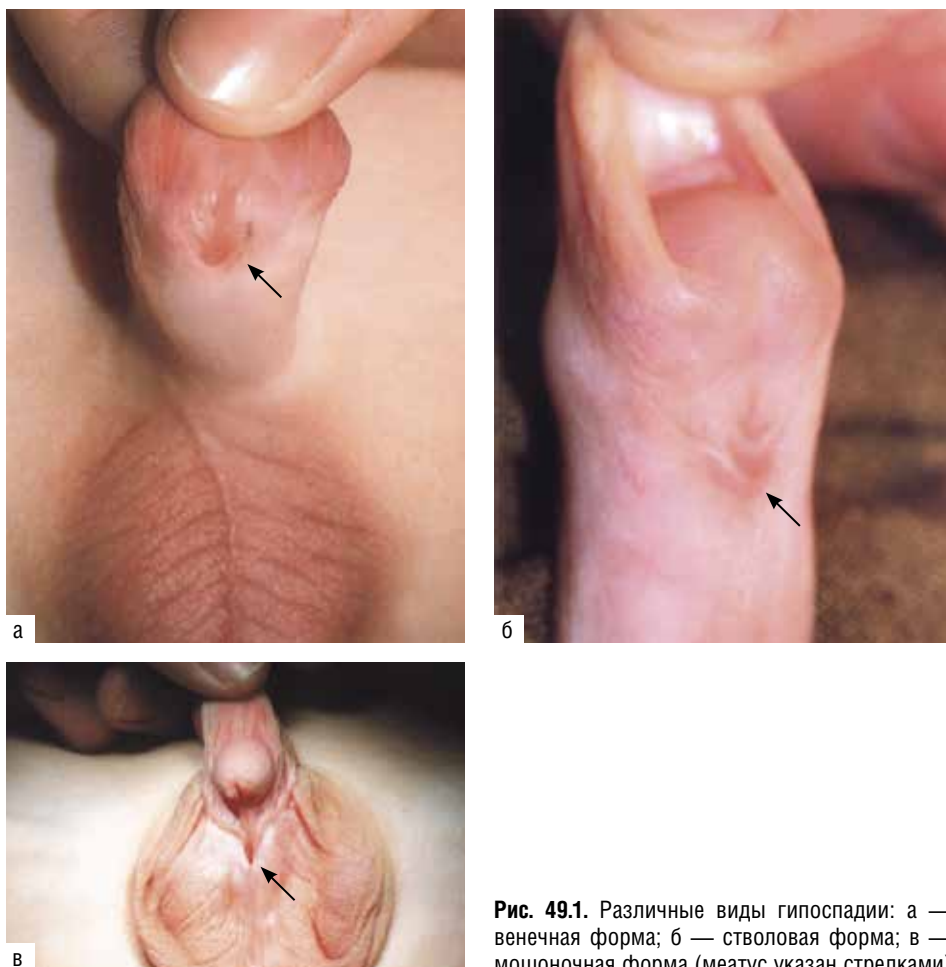 а
б
в
Рис. 49.1. Различные виды гипоспадии: а —
венечная форма; б — стволовая форма; в —
мошоночная форма (меатус указан стрелками)